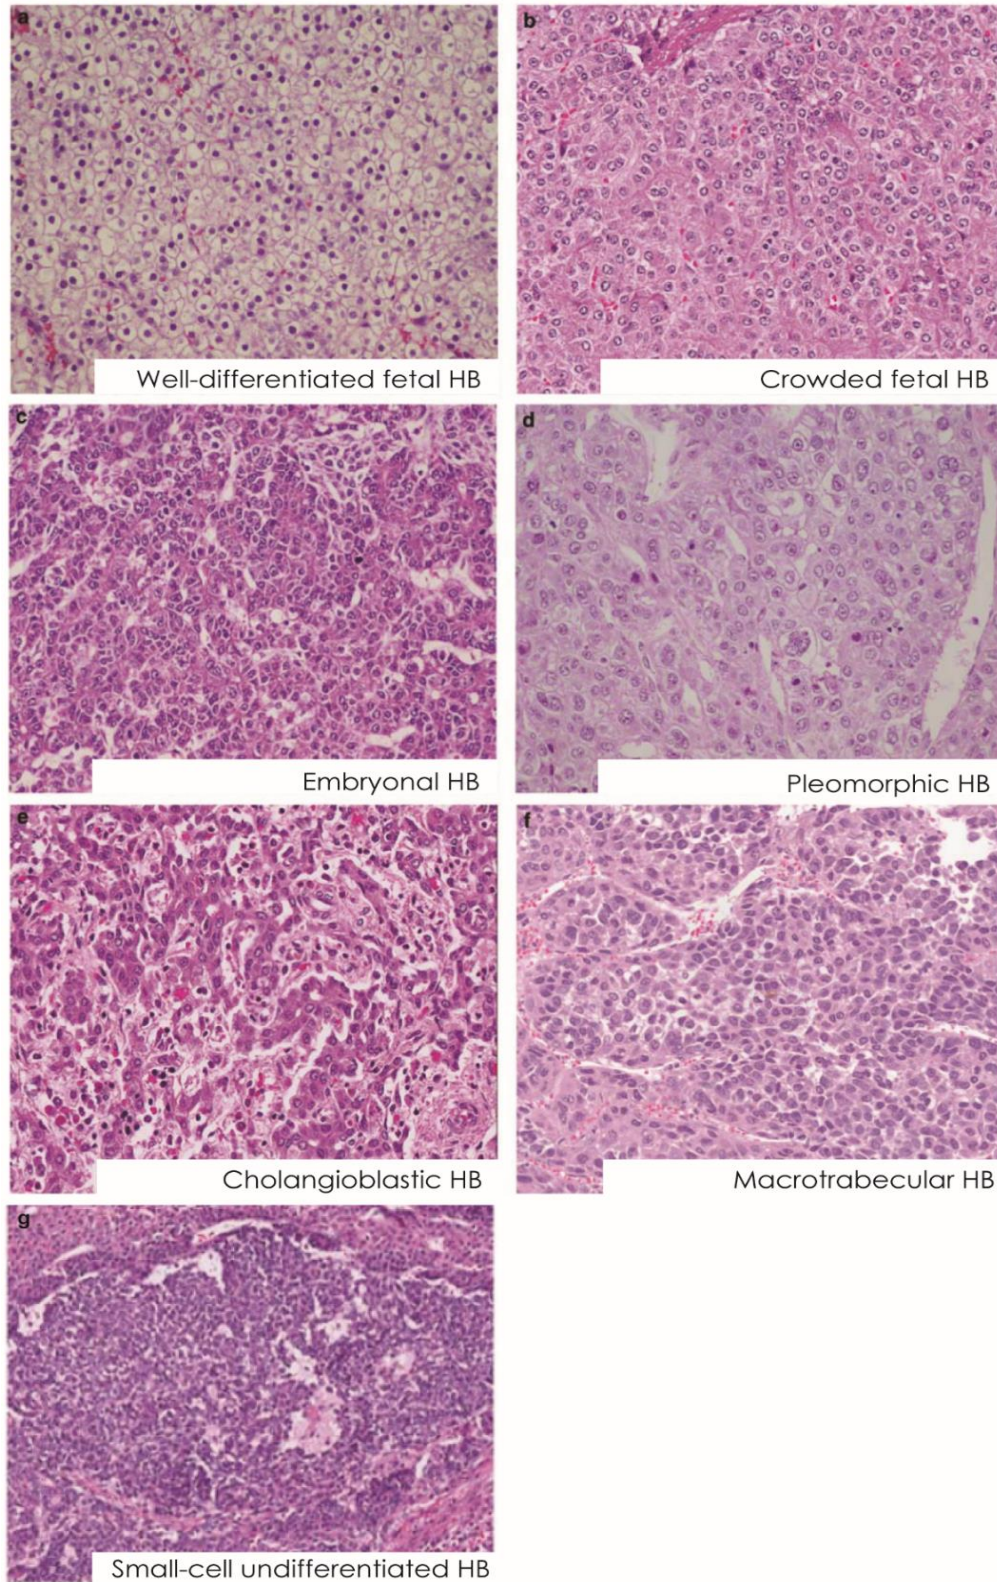 a
b
Well-differentiated fetal HB
Crowded fetal HB
c
d
Embryonal HB
Pleomorphic HB
e
f
Cholangioblastic HB
Macrotrabecular HB
g
Small-cell undifferentiated HB